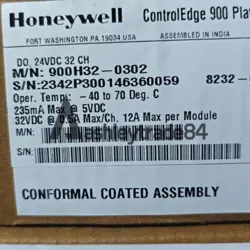 Honeywell
ControlEdge 900 Plat
FORT WASHINGTON PA 19034 USA
ASSEMBLED IN INDIA
DO, 24VDC 32 CH
M/N: 900H32-0302
S/N:2342P300146360059
8232-
Oper. Temp: - 40 to 70 Deg. C
235mA Max @ 5VDC
32VDC @ 0.5A Max/Ch. 12A Max per Module
ashleytrade84
CONFORMAL COATED ASSEMBLY